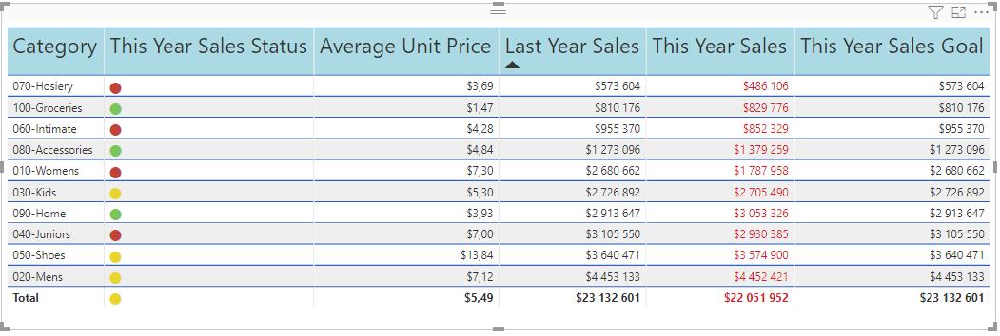 Category This Year Sales Status Average Unit Price Last Year Sales This Year Sales This Year Sales Goal
070-Hosiery $3,69 $573 604 $486 106 $573 604
100-Groceries $1,47 $810 176 $829 776 $810 176
060-Intimate $4,28 $955 370 $852 329 $955 370
080-Accessories $4,84 $1 273 096 $1 379 259 $1 273 096
010-Womens $7,30 $2 680 662 $1 787 958 $2 680 662
030-Kids $5,30 $2 726 892 $2 705 490 $2 726 892
090-Home $3,93 $2 913 647 $3 053 326 $2 913 647
040-Juniors $7,00 $3 105 550 $2 930 385 $3 105 550
050-Shoes $13,84 $3 640 471 $3 574 900 $3 640 471
020-Mens $7,12 $4 453 133 $4 452 421 $4 453 133
Total $5,49 $23 132 601 $22 051 952 $23 132 601